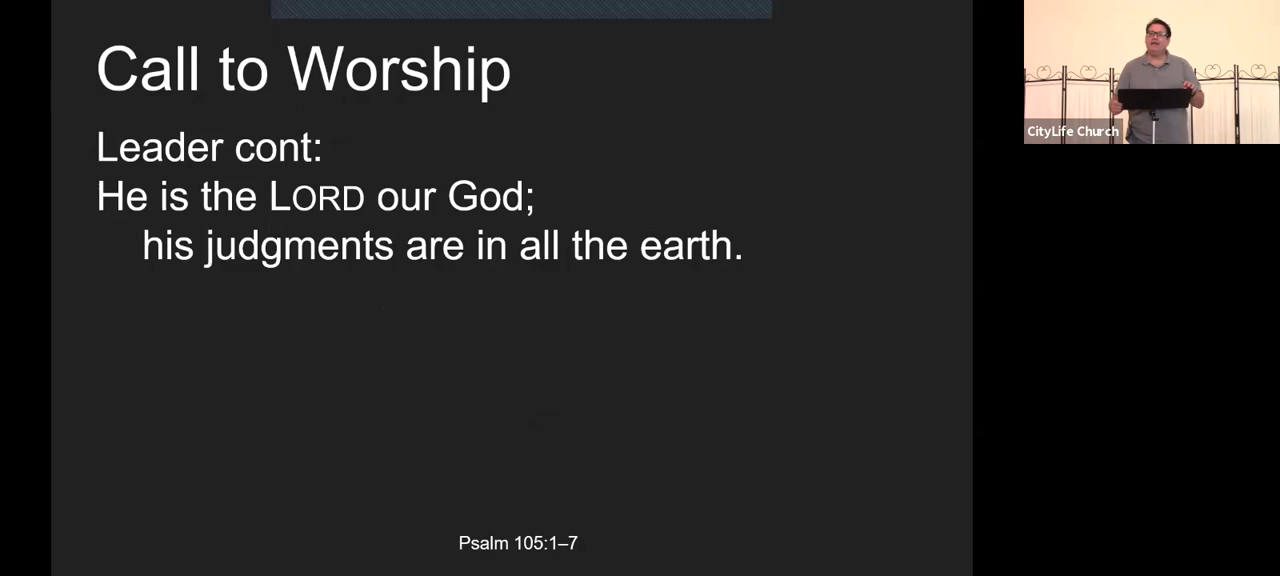 Call to Worship
Leader cont:
He is the LORD our God;
his judgments are in all the earth.
Psalm 105:1–7
CityLife Church